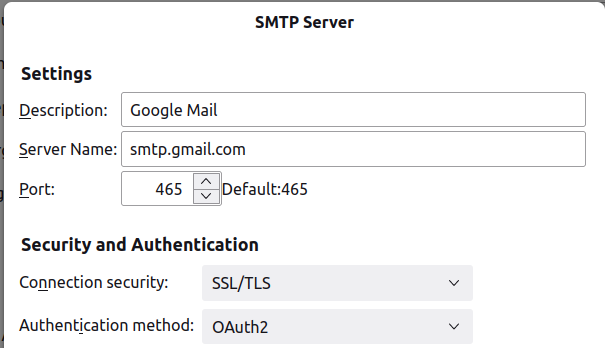 SMTP Server
Settings
Description: Google Mail
Server Name: smtp.gmail.com
Port: 465 Default:465
Security and Authentication
Connection security: SSL/TLS
Authentication method: OAuth2